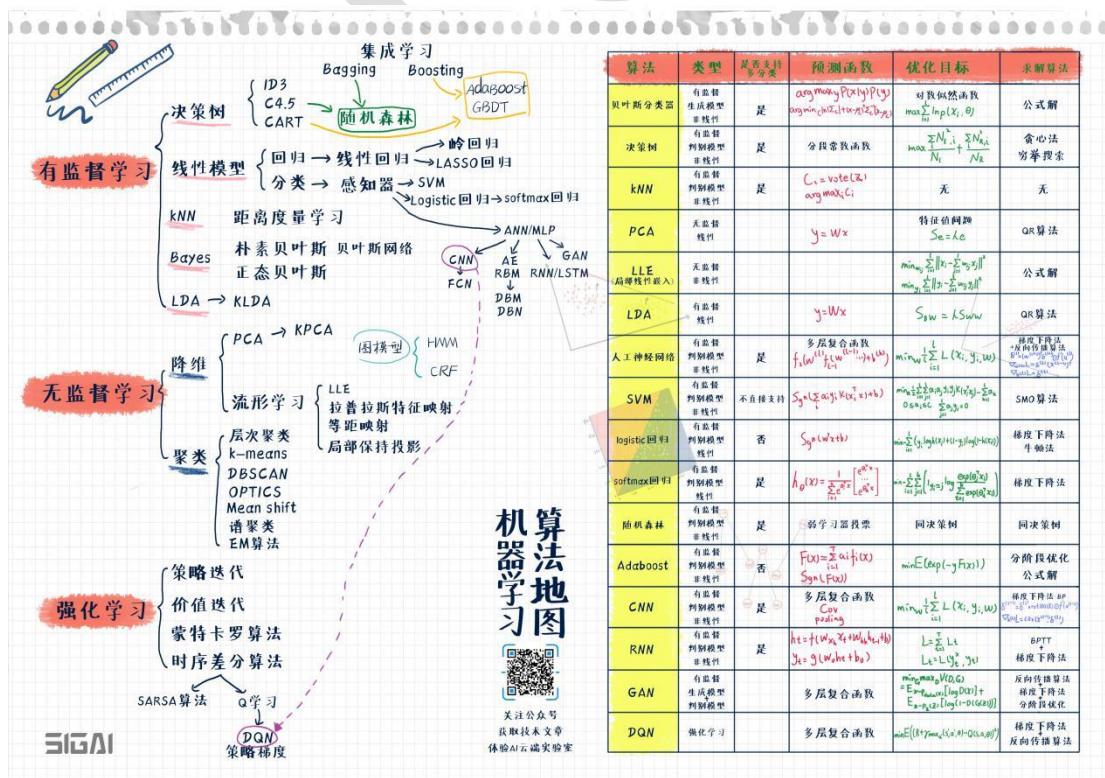 集成学习
Bagging
Boosting
ID3
C4.5
CART
决策树
随机森林
Adaboost
GBDT
有监督学习
线性模型
回归 → 线性回归
岭回归
LASSO回归
分类 → 感知器 → SVM
Logistic回归 → softmax回归
kNN
距离度量学习
ANN/MLP
Bayes
朴素贝叶斯 贝叶斯网络
正态贝叶斯
CNN
FCN
AE
RBM
DBM
DBN
RNN/LSTM
GAN
LDA → KLDA
无监督学习
降维
PCA → KPCA
图模型
HMM
CRF
流形学习
LLE
拉普拉斯特征映射
等距映射
局部保持投影
聚类
层次聚类
k-means
DBSCAN
OPTICS
Mean shift
谱聚类
EM算法
强化学习
策略迭代
价值迭代
蒙特卡罗算法
时序差分算法
SARSA算法
Q学习
DQN
策略梯度
SIGAI
机器学习
算法地图
关注公众号
获取技术文章
体验AI云端实验室
算法 类型 是否支持多分类 预测函数 优化目标 求解算法
贝叶斯分类器 有监督 生成模型 非线性 是 对数似然函数 公式解
决策树 有监督 判别模型 非线性 是 分段常数函数 贪心法 穷举搜索
kNN 有监督 判别模型 非线性 是 无 无
PCA 无监督 线性 y=Wx 特征值问题 Se=λe QR算法
LLE (局部线性嵌入) 无监督 非线性 公式解
LDA 有监督 线性 y=Wx QR算法
人工神经网络 有监督 判别模型 非线性 是 多层复合函数 梯度下降法 +反向传播算法
SVM 有监督 判别模型 非线性 不直接支持 SMO算法
logistic回归 有监督 判别模型 线性 否 梯度下降法 牛顿法
softmax回归 有监督 判别模型 线性 是 梯度下降法
随机森林 有监督 判别模型 非线性 是 弱学习器投票 同决策树 同决策树
Adaboost 有监督 判别模型 非线性 否 Sgn(F(x)) minE(exp(-yF(x))) 分阶段优化 公式解
CNN 有监督 判别模型 非线性 是 多层复合函数 Cov pooling 梯度下降法 BP
RNN 有监督 判别模型 非线性 是 BPTT + 梯度下降法
GAN 有监督 生成模型 + 判别模型 多层复合函数 反向传播算法 + 梯度下降法 + 分阶段优化
DQN 强化学习 多层复合函数 梯度下降法 + 反向传播算法